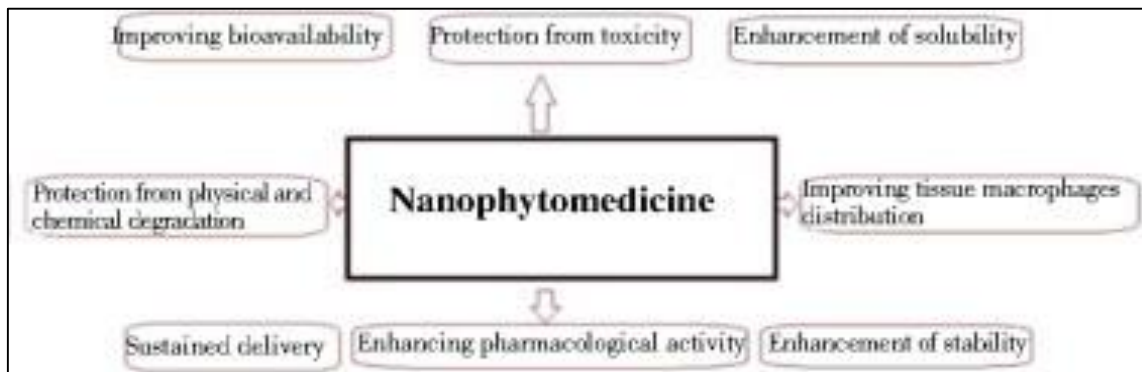 Improving bioavailability
Protection from toxicity
Enhancement of solubility
Protection from physical and
chemical degradation
Nanophytomedicine
Improving tissue macrophages
distribution
Sustained delivery
Enhancing pharmacological activity
Enhancement of stability